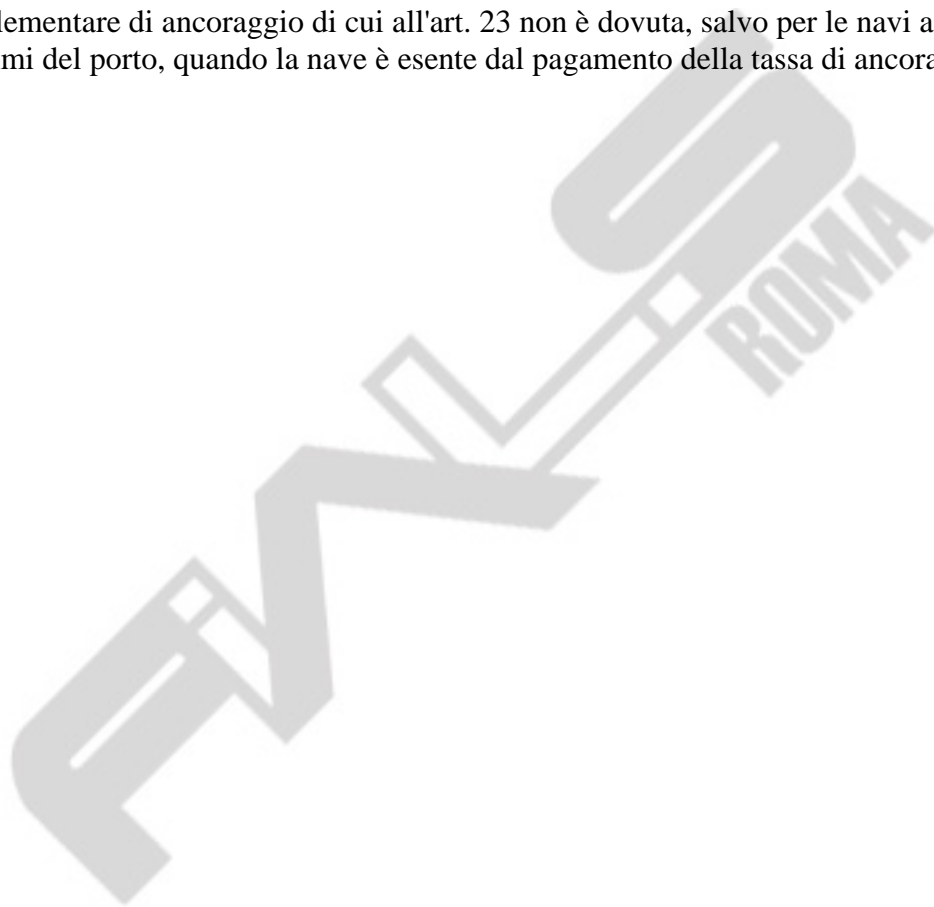 lementare di ancoraggio di cui all'art. 23 non è dovuta, salvo per le navi a
mi del porto, quando la nave è esente dal pagamento della tassa di ancora
FIALS
ROMA